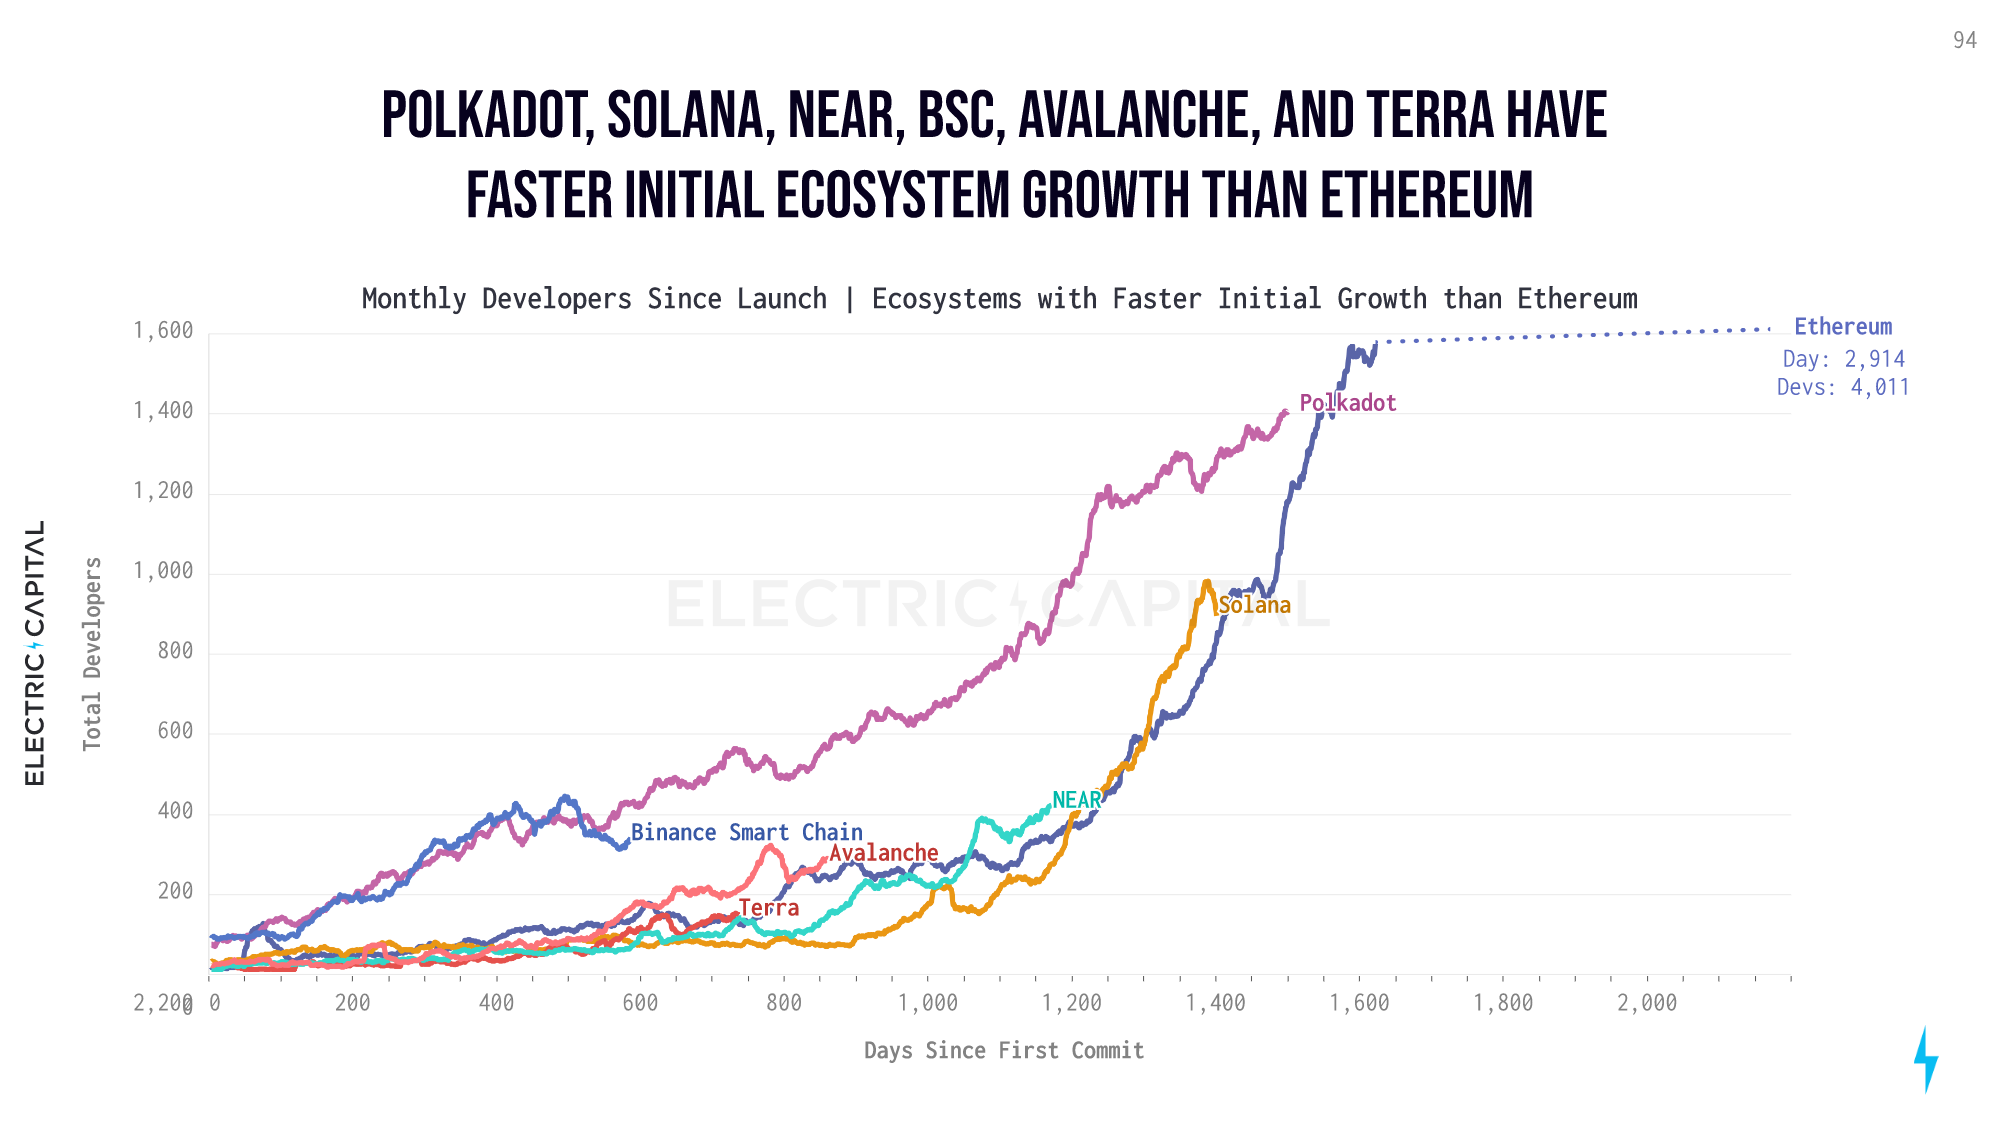 94
POLKADOT, SOLANA, NEAR, BSC, AVALANCHE, AND TERRA HAVE
FASTER INITIAL ECOSYSTEM GROWTH THAN ETHEREUM
Monthly Developers Since Launch | Ecosystems with Faster Initial Growth than Ethereum
1,600
1,400
1,200
1,000
800
600
400
200
0
Total Developers
ELECTRIC CAPITAL
ELECTRIC CAPITAL
Ethereum
Day: 2,914
Devs: 4,011
Polkadot
Solana
NEAR
Binance Smart Chain
Avalanche
Terra
2,200
0
200
400
600
800
1,000
1,200
1,400
1,600
1,800
2,000
Days Since First Commit